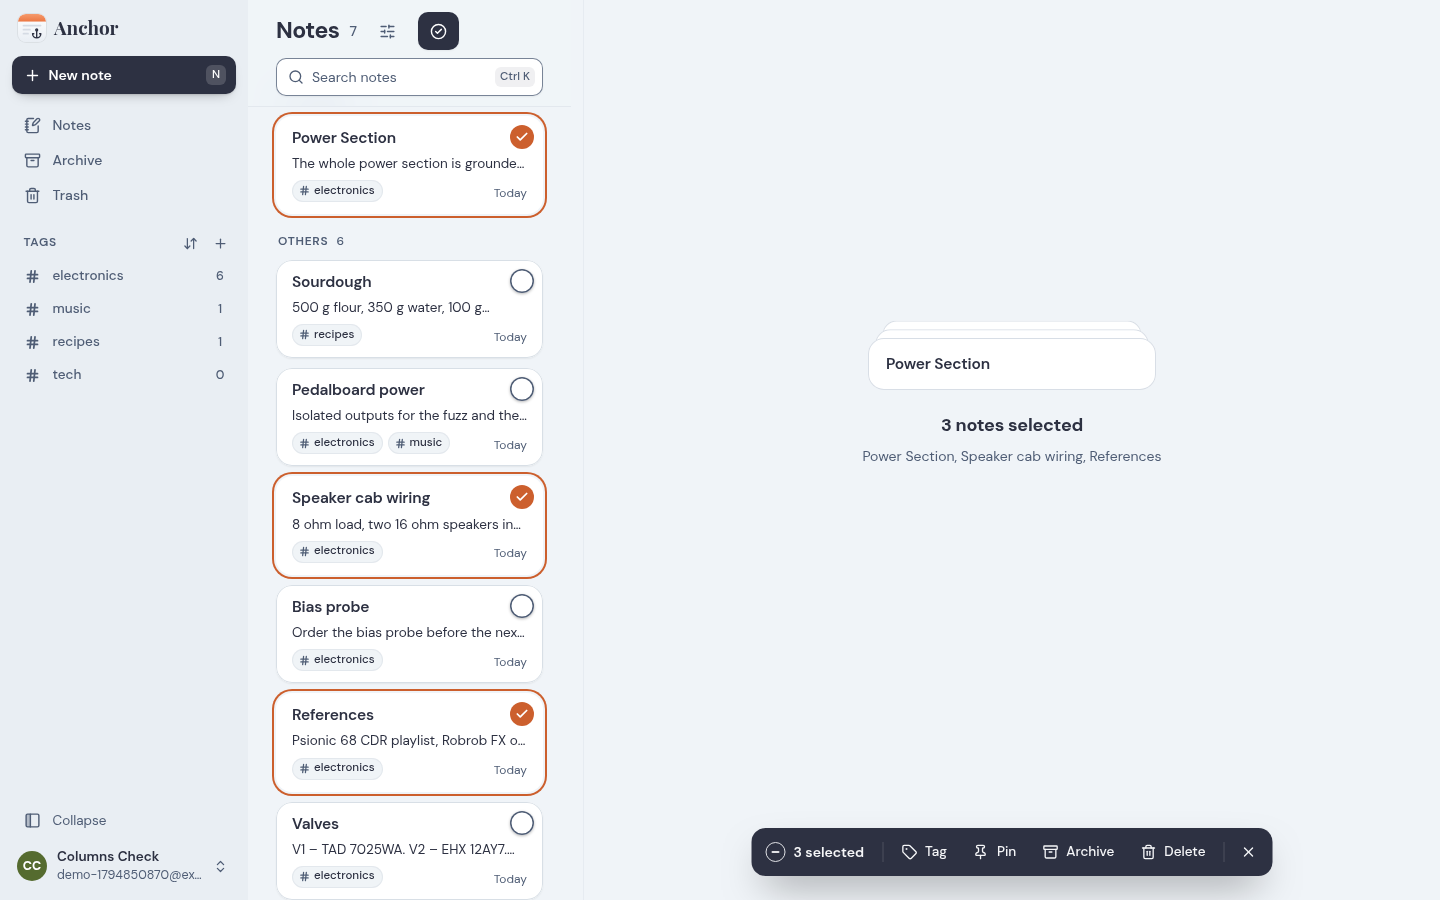 Anchor
New note
N
Notes
Archive
Trash
TAGS
# electronics 6
# music 1
# recipes 1
# tech 0
Collapse
CC
Columns Check
demo-1794850870@ex...
Notes 7
Search notes
Ctrl K
Power Section
The whole power section is grounde...
# electronics
Today
OTHERS 6
Sourdough
500 g flour, 350 g water, 100 g...
# recipes
Today
Pedalboard power
Isolated outputs for the fuzz and the...
# electronics # music
Today
Speaker cab wiring
8 ohm load, two 16 ohm speakers in...
# electronics
Today
Bias probe
Order the bias probe before the nex...
# electronics
Today
References
Psionic 68 CDR playlist, Robrob FX o...
# electronics
Today
Valves
V1 – TAD 7025WA. V2 – EHX 12AY7....
# electronics
Today
Power Section
3 notes selected
Power Section, Speaker cab wiring, References
3 selected
Tag
Pin
Archive
Delete